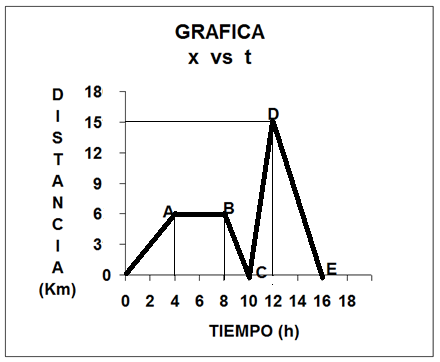 GRAFICA
x vs t
DISTANCIA
(Km)
18
15
12
9
6
3
0
A
B
C
D
E
0 2 4 6 8 10 12 14 16 18
TIEMPO (h)